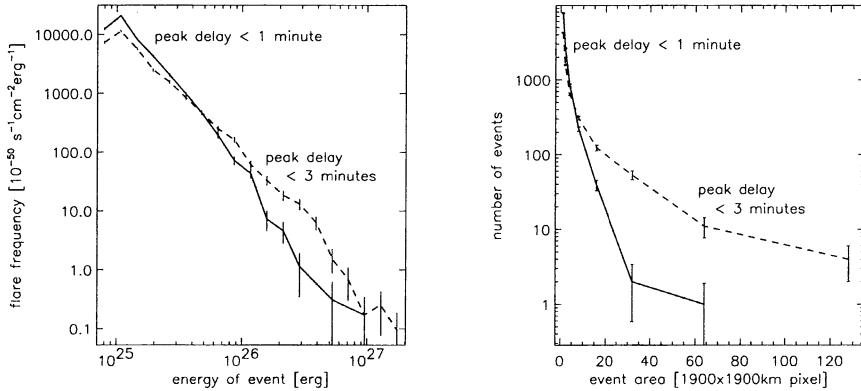 10000.0
1000.0
100.0
10.0
1.0
0.1
flare frequency [10⁻⁵⁰ s⁻¹cm⁻²erg⁻¹]
peak delay < 1 minute
peak delay
< 3 minutes
10²⁵
10²⁶
10²⁷
energy of event [erg]
1000
100
10
1
number of events
peak delay < 1 minute
peak delay
< 3 minutes
0
20
40
60
80
100
120
event area [1900x1900km pixel]